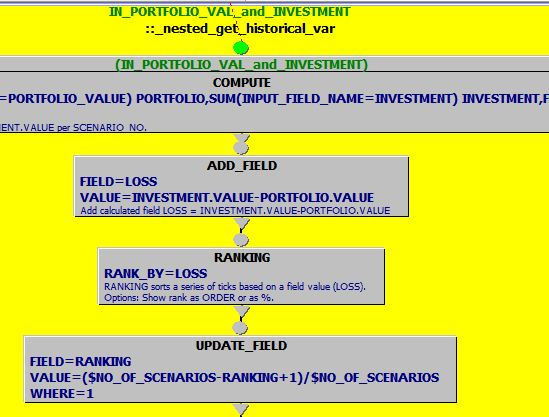 IN_PORTFOLIO_VAL_and_INVESTMENT
::_nested_get_historical_var
(IN_PORTFOLIO_VAL_and_INVESTMENT)
COMPUTE
=PORTFOLIO_VALUE) PORTFOLIO,SUM(INPUT_FIELD_NAME=INVESTMENT) INVESTMENT,F
ENT.VALUE per SCENARIO_NO.
ADD_FIELD
FIELD=LOSS
VALUE=INVESTMENT.VALUE-PORTFOLIO.VALUE
Add calculated field LOSS = INVESTMENT.VALUE-PORTFOLIO.VALUE
RANKING
RANK_BY=LOSS
RANKING sorts a series of ticks based on a field value (LOSS).
Options: Show rank as ORDER or as %.
UPDATE_FIELD
FIELD=RANKING
VALUE=($NO_OF_SCENARIOS-RANKING+1)/$NO_OF_SCENARIOS
WHERE=1